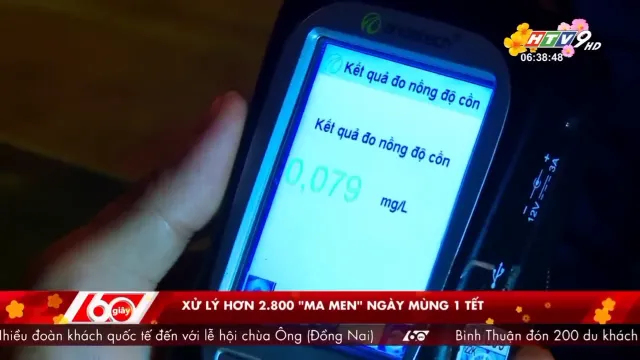 HTV9 HD
06:38:48
Kết quả đo nồng độ cồn
Kết quả đo nồng độ cồn
0,079 mg/L
12V 3A
60 giây
XỬ LÝ HƠN 2.800 "MA MEN" NGÀY MÙNG 1 TẾT
Nhiều đoàn khách quốc tế đến với lễ hội chùa Ông (Đồng Nai) 60 Bình Thuận đón 200 du khách